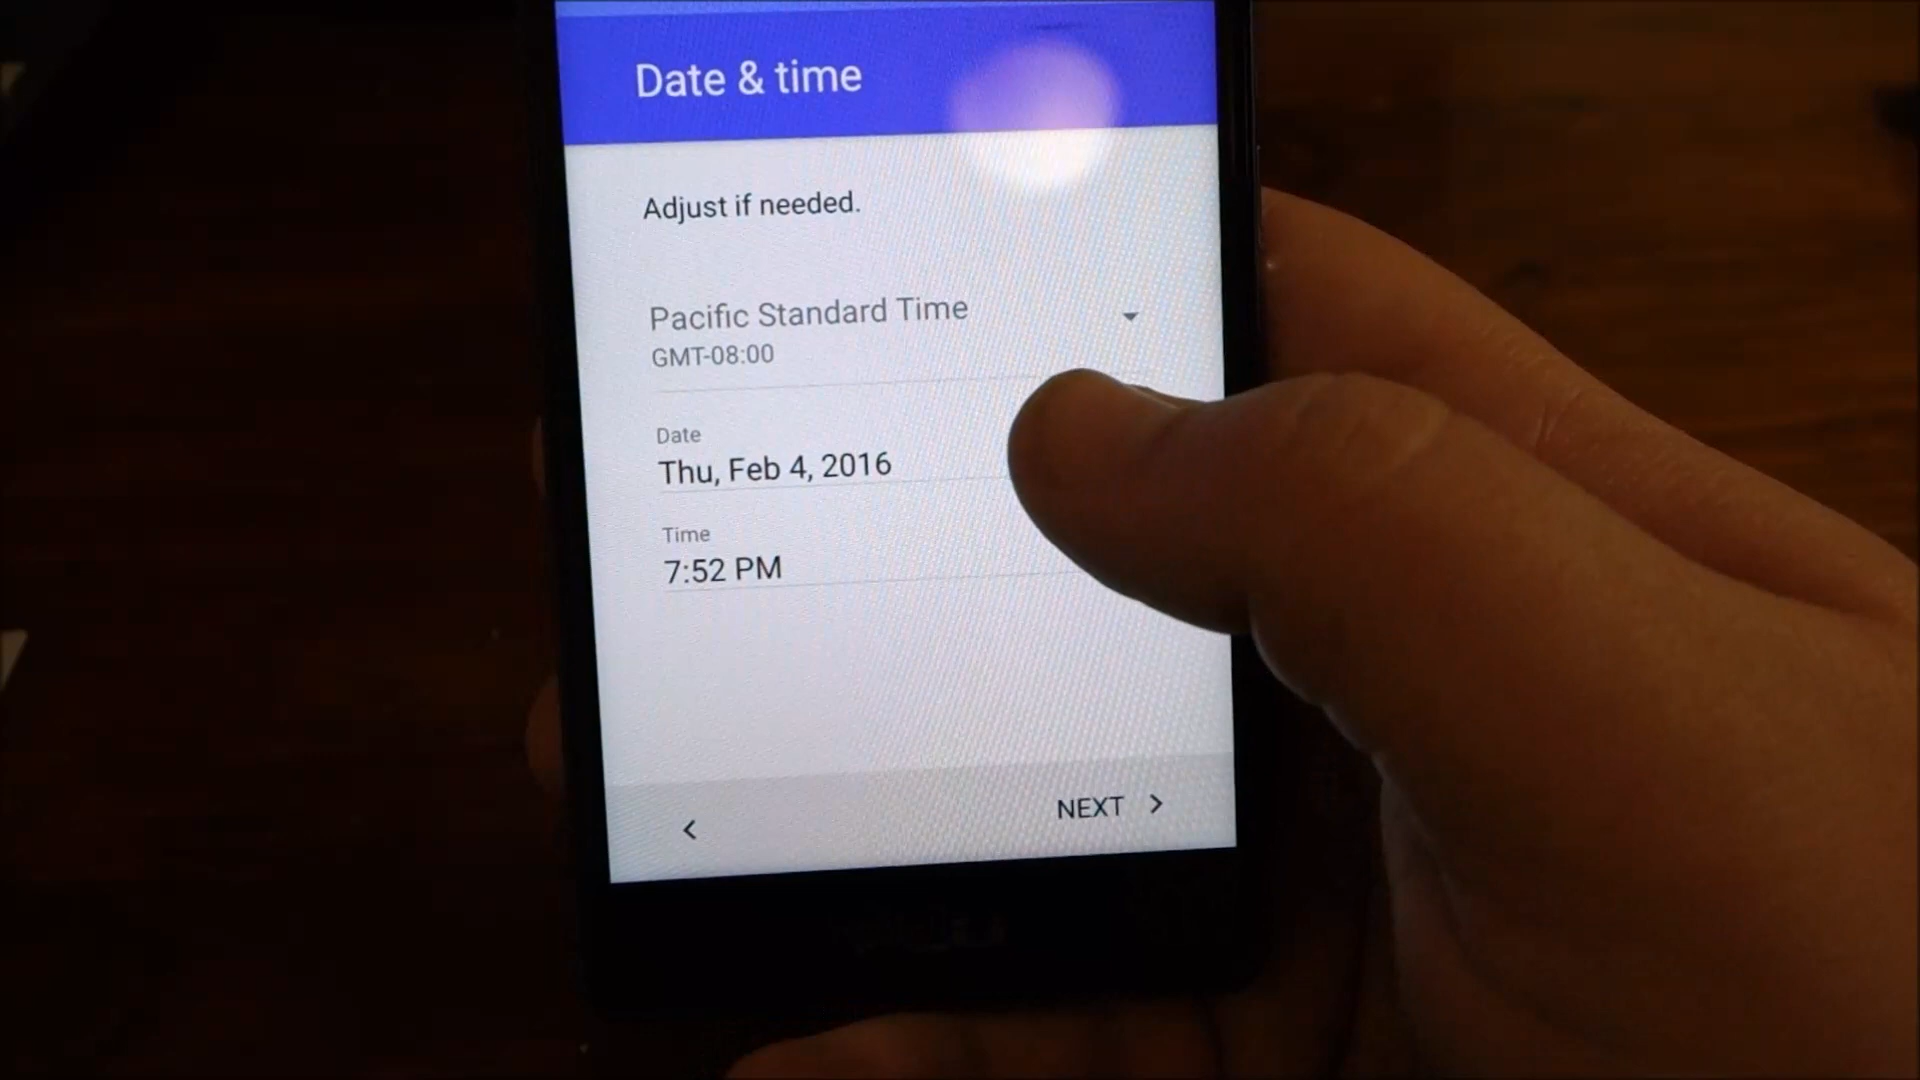 Date & time
Adjust if needed.
Pacific Standard Time
GMT-08:00
Date
Thu, Feb 4, 2016
Time
7:52 PM
NEXT